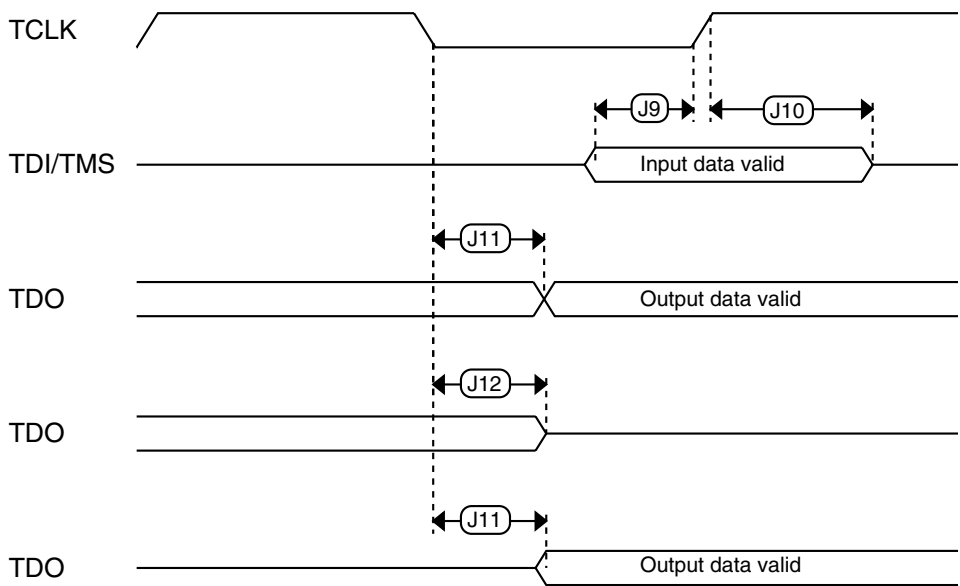 TCLK
J9
J10
TDI/TMS
Input data valid
J11
TDO
Output data valid
J12
TDO
J11
TDO
Output data valid